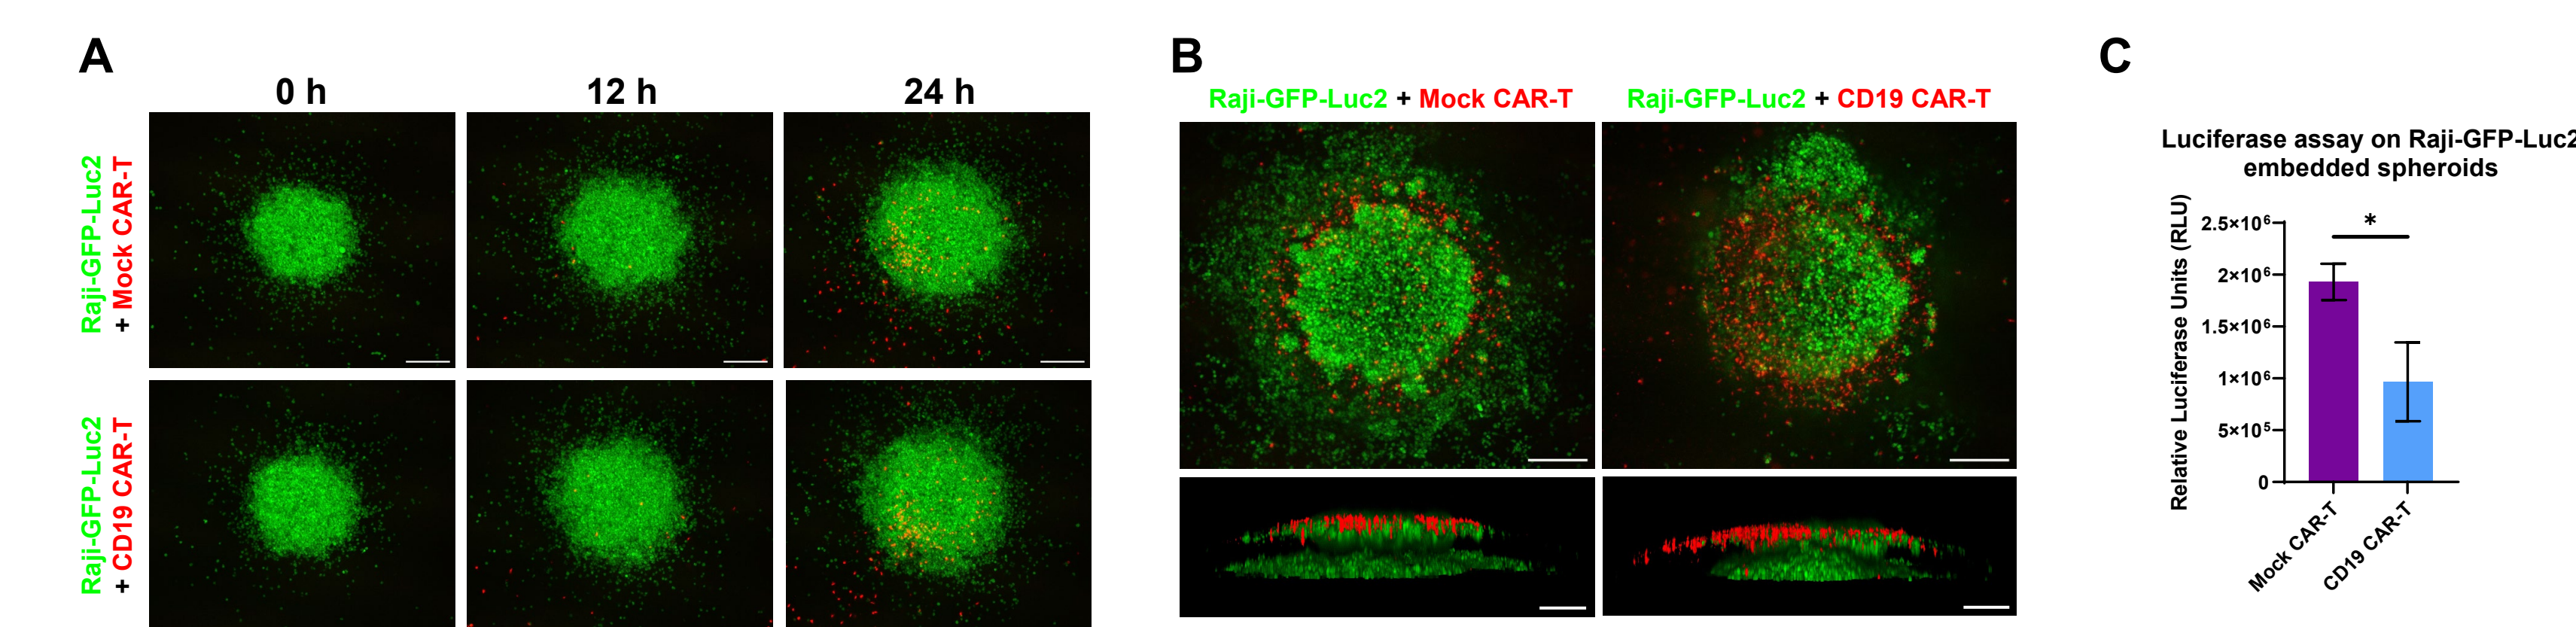 A
0 h
12 h
24 h
Raji-GFP-Luc2
+ Mock CAR-T
Raji-GFP-Luc2
+ CD19 CAR-T
B
Raji-GFP-Luc2 + Mock CAR-T
Raji-GFP-Luc2 + CD19 CAR-T
C
Luciferase assay on Raji-GFP-Luc2
embedded spheroids
Relative Luciferase Units (RLU)
2.5×10⁶
2×10⁶
1.5×10⁶
1×10⁶
5×10⁵
0
*
Mock CAR-T
CD19 CAR-T